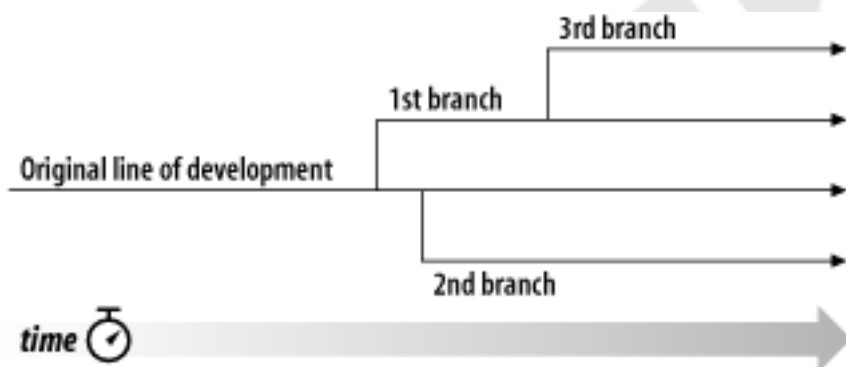 3rd branch
1st branch
Original line of development
2nd branch
time